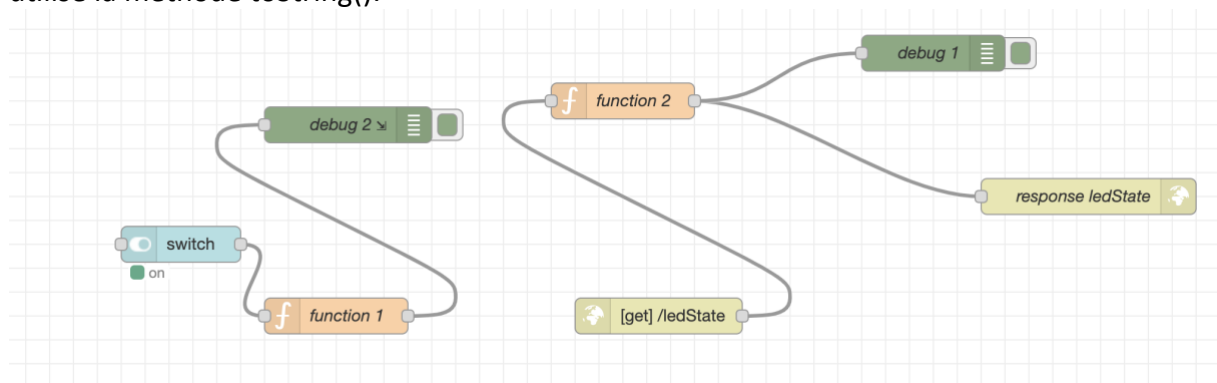 utilise la méthode toString().
debug 1
function 2
debug 2
response ledState
switch
on
function 1
[get] /ledState